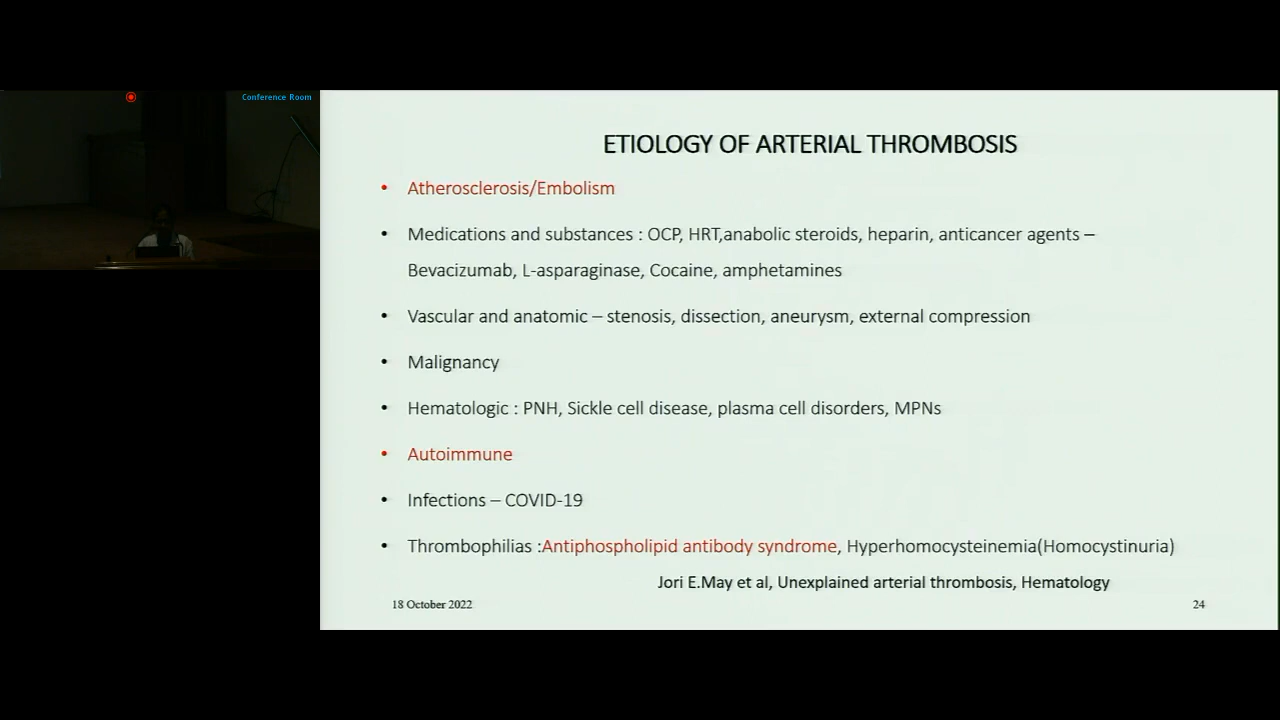 Conference Room
ETIOLOGY OF ARTERIAL THROMBOSIS
• Atherosclerosis/Embolism
• Medications and substances : OCP, HRT,anabolic steroids, heparin, anticancer agents –
Bevacizumab, L-asparaginase, Cocaine, amphetamines
• Vascular and anatomic – stenosis, dissection, aneurysm, external compression
• Malignancy
• Hematologic : PNH, Sickle cell disease, plasma cell disorders, MPNs
• Autoimmune
• Infections – COVID-19
• Thrombophilias :Antiphospholipid antibody syndrome, Hyperhomocysteinemia(Homocystinuria)
Jori E.May et al, Unexplained arterial thrombosis, Hematology
18 October 2022
24